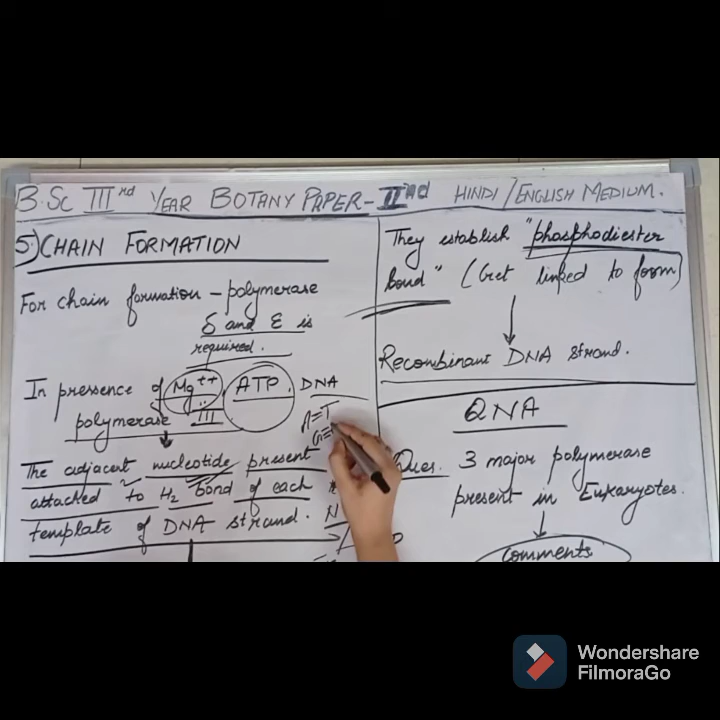 B.Sc IIIrd YEAR BOTANY PAPER-IInd HINDI/ENGLISH MEDIUM.
5) CHAIN FORMATION
For chain formation - polymerase
δ and ε is
required.
In pressence of Mg++ ATP. DNA
polymerase III
A=T
G≡
The adjacent nucleotide present
attached to H2 bond of each
template of DNA strand.
They establish "phosphodiester
bond" (Get linked to form)
Recombinant DNA strand.
QNA
Ques. 3 major polymerase
present in Eukaryotes.
Comments
Wondershare
FilmoraGo